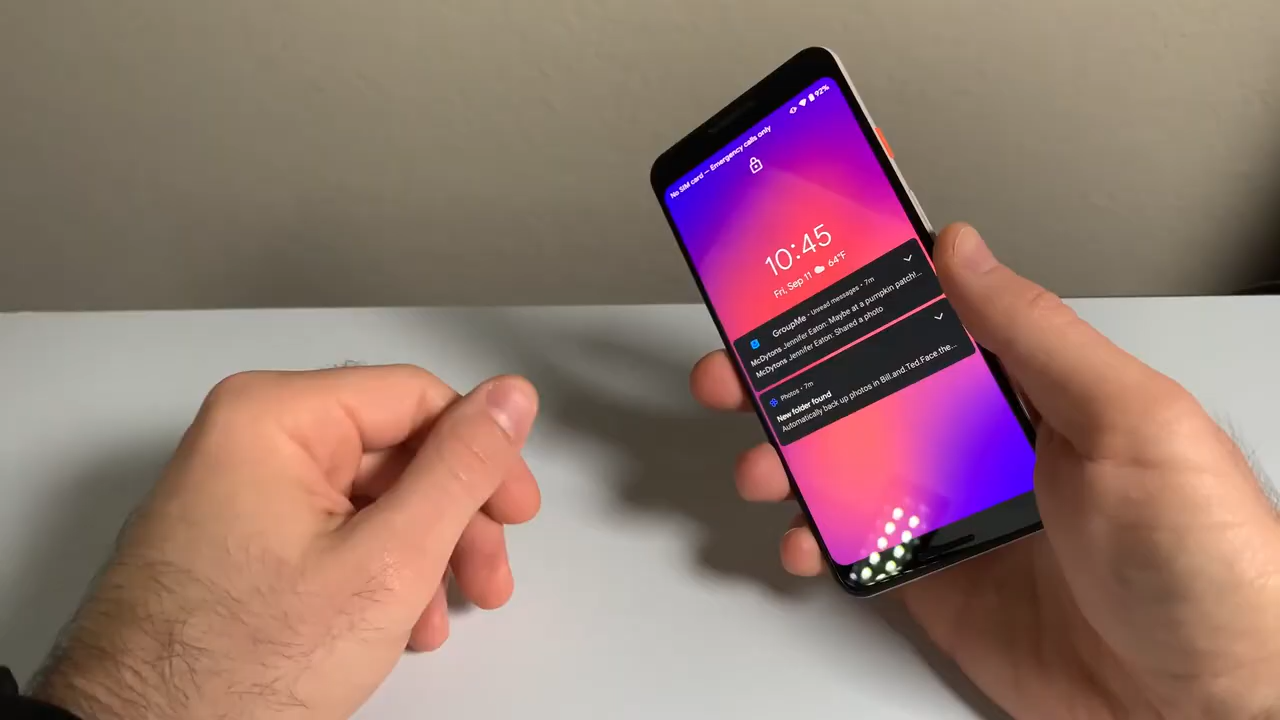 92%
No SIM card — Emergency calls only
10:45
Fri, Sep 11 64°F
GroupMe • Unread messages • 7m
McDytons Jennifer Eaton: Maybe at a pumpkin patch!...
McDytons Jennifer Eaton: Shared a photo
Photos • 7m
New folder found
Automatically back up photos in Bill.and.Ted.Face.the...